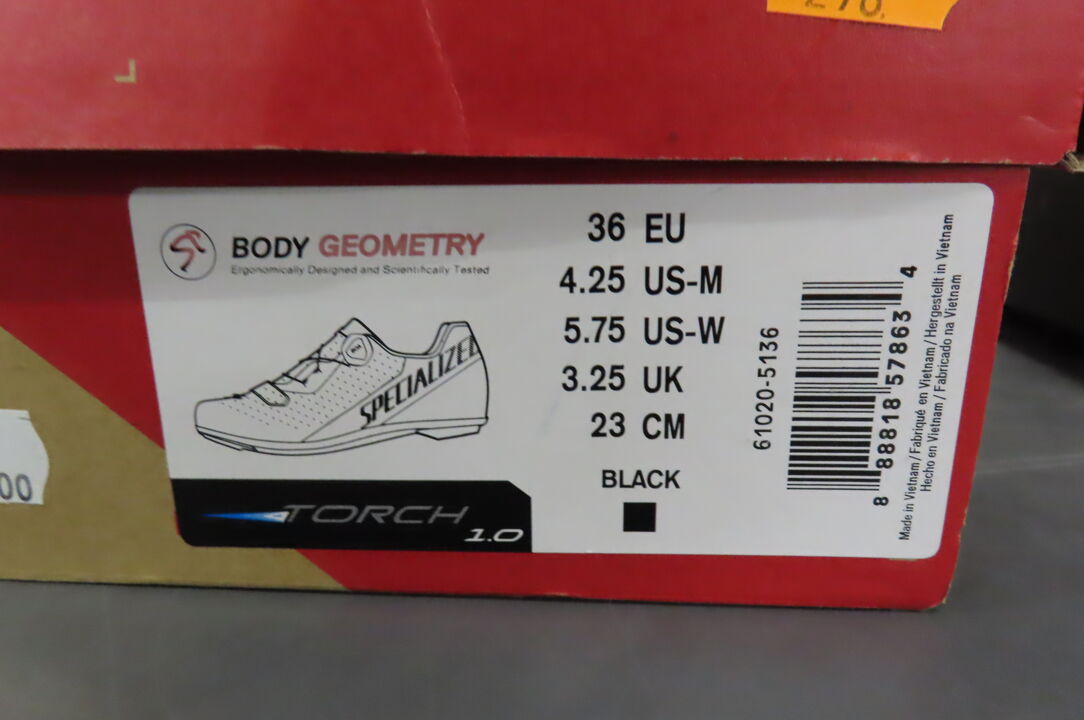 BODY GEOMETRY
Ergonomically Designed and Scientifically Tested
SPECIALIZED
TORCH
1.0
36 EU
4.25 US-M
5.75 US-W
3.25 UK
23 CM
BLACK
61020-5136
8 88818 57863 4
Made in Vietnam / Fabriqué en Vietnam / Hergestellt in Vietnam
Hecho en Vietnam / Fabricado na Vietnam
00